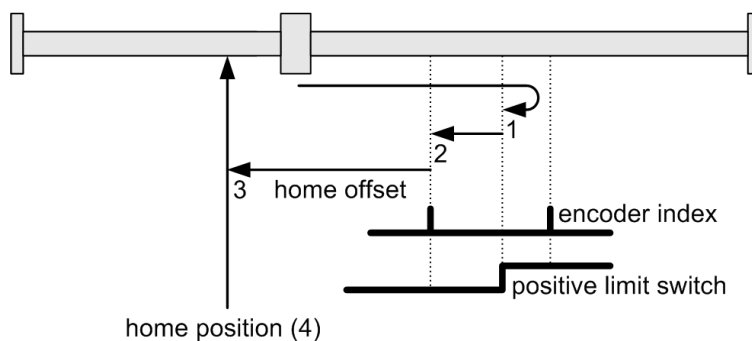 1
2
3 home offset
encoder index
positive limit switch
home position (4)